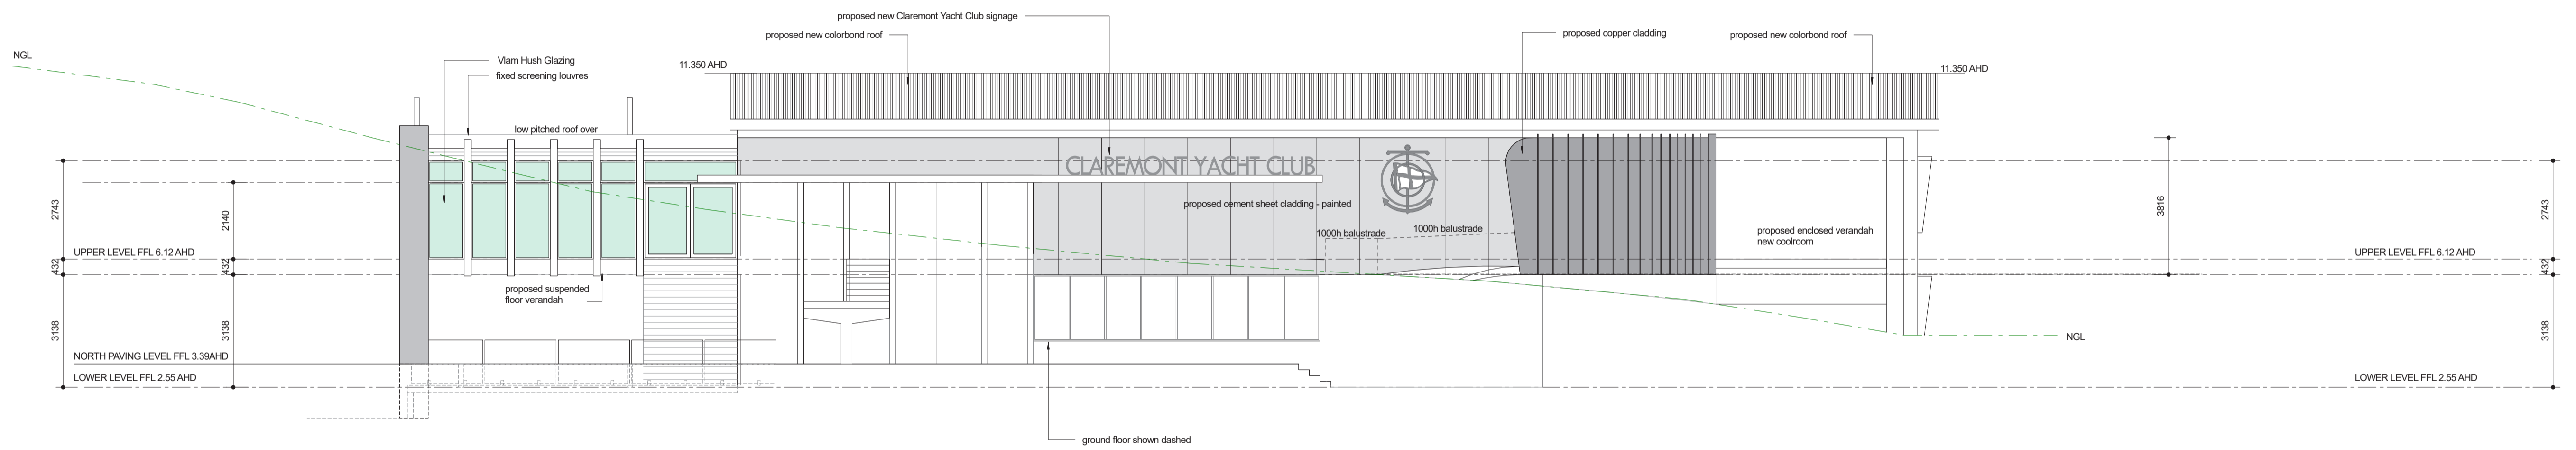 proposed new Claremont Yacht Club signage
proposed new colorbond roof
proposed copper cladding
proposed new colorbond roof
NGL
Vlam Hush Glazing
fixed screening louvres
11.350 AHD
11.350 AHD
low pitched roof over
CLAREMONT YACHT CLUB
proposed cement sheet cladding - painted
2743
2140
3816
2743
1000h balustrade
1000h balustrade
proposed enclosed verandah
new coolroom
UPPER LEVEL FFL 6.12 AHD
UPPER LEVEL FFL 6.12 AHD
432
432
432
proposed suspended
floor verandah
3138
3138
3138
NGL
NORTH PAVING LEVEL FFL 3.39AHD
LOWER LEVEL FFL 2.55 AHD
LOWER LEVEL FFL 2.55 AHD
ground floor shown dashed